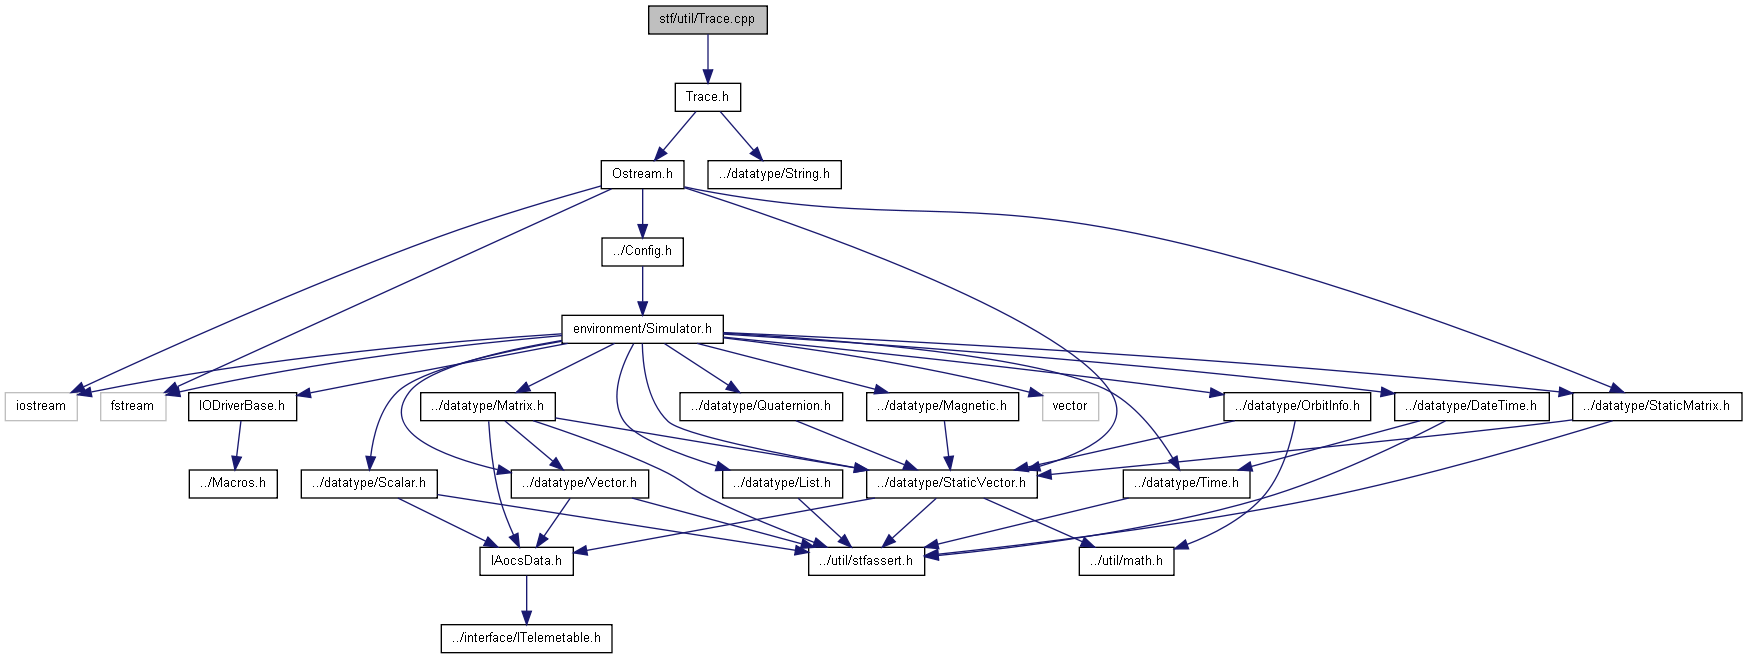 stf/util/Trace.cpp
Trace.h
Ostream.h
../datatype/String.h
../Config.h
environment/Simulator.h
iostream
fstream
IODriverBase.h
../datatype/Matrix.h
../datatype/Quaternion.h
../datatype/Magnetic.h
vector
../datatype/OrbitInfo.h
../datatype/DateTime.h
../datatype/StaticMatrix.h
../Macros.h
../datatype/Scalar.h
../datatype/Vector.h
../datatype/List.h
../datatype/StaticVector.h
../datatype/Time.h
IAocsData.h
../util/stfassert.h
../util/math.h
../interface/ITelemetable.h